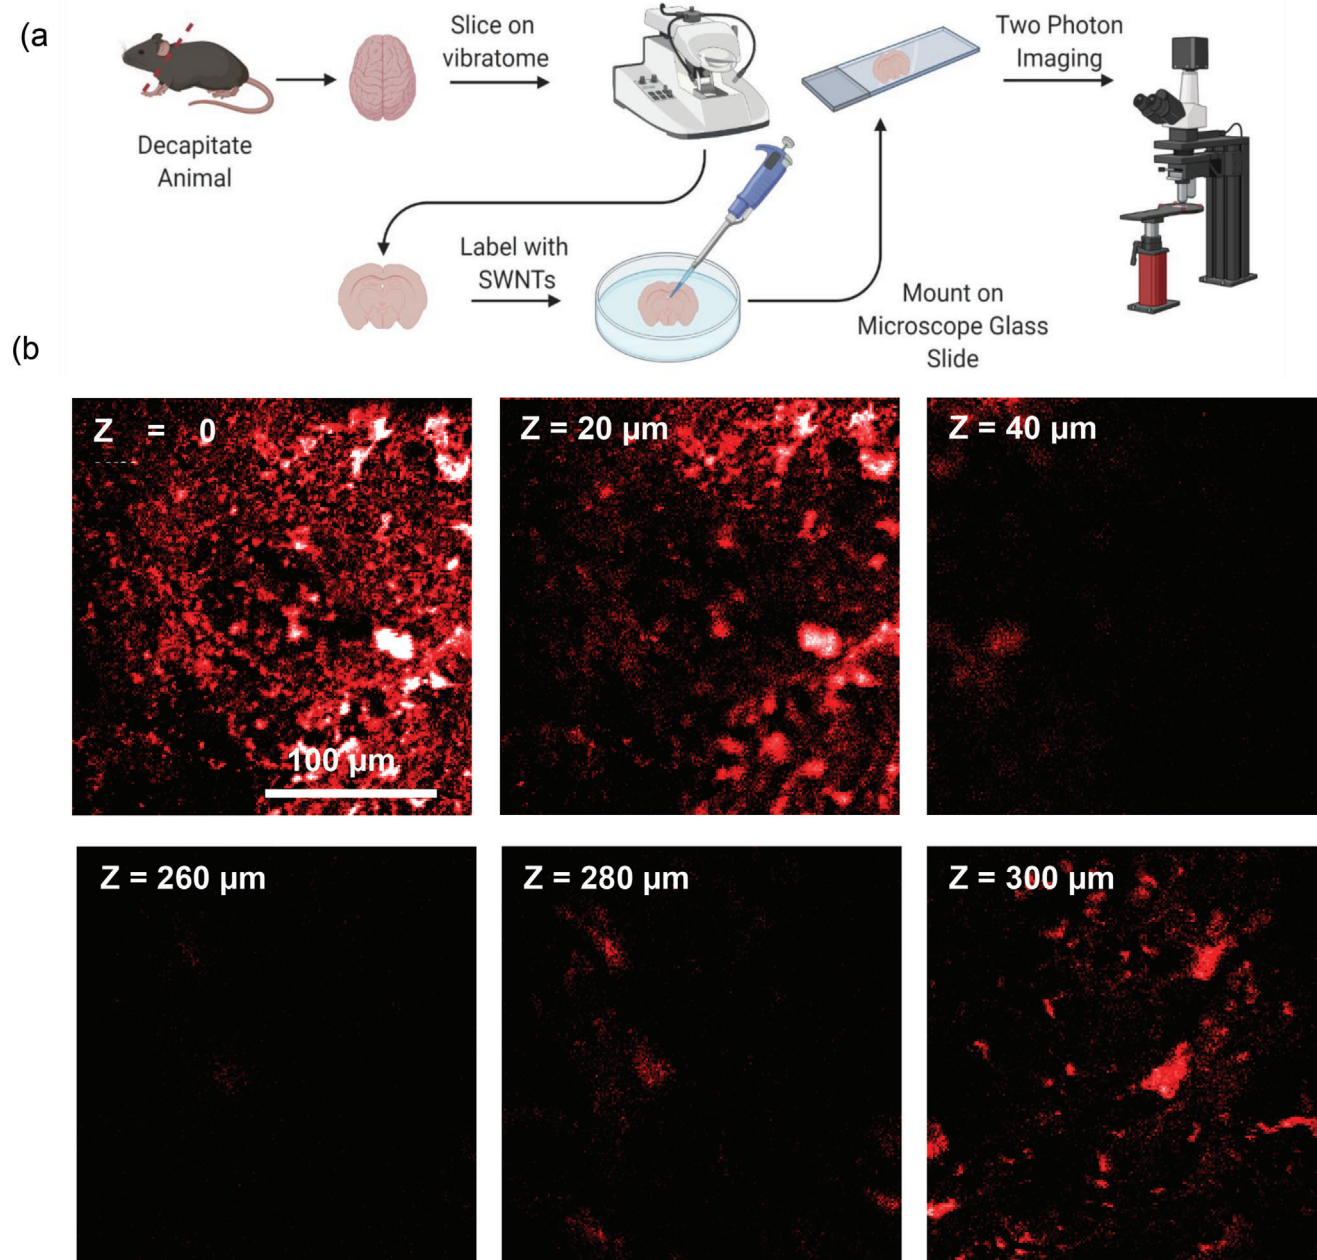 (a
Slice on
vibratome
Two Photon
Imaging
Decapitate
Animal
Label with
SWNTs
Mount on
Microscope Glass
Slide
(b
Z = 0
Z = 20 µm
Z = 40 µm
100 µm
Z = 260 µm
Z = 280 µm
Z = 300 µm